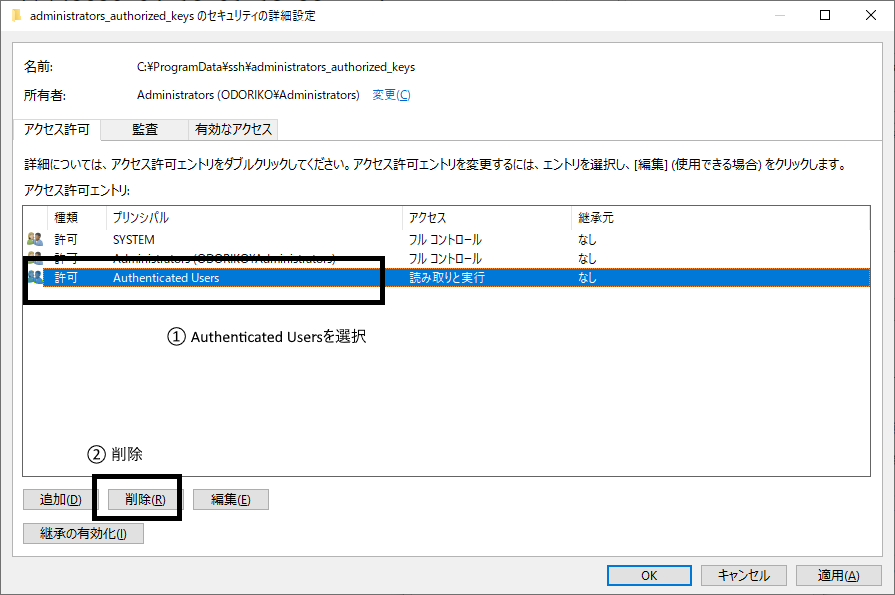 administrators_authorized_keys のセキュリティの詳細設定
名前: C:¥ProgramData¥ssh¥administrators_authorized_keys
所有者: Administrators (ODORIKO¥Administrators) 変更(C)
アクセス許可 監査 有効なアクセス
詳細については、アクセス許可エントリをダブルクリックしてください。アクセス許可エントリを変更するには、エントリを選択し、[編集] (使用できる場合) をクリックします。
アクセス許可エントリ:
種類 プリンシパル アクセス 継承元
許可 SYSTEM フル コントロール なし
許可 Administrators (ODORIKO¥Administrators) フル コントロール なし
許可 Authenticated Users 読み取りと実行 なし
① Authenticated Usersを選択
② 削除
追加(D) 削除(R) 編集(E)
継承の有効化(I)
OK キャンセル 適用(A)